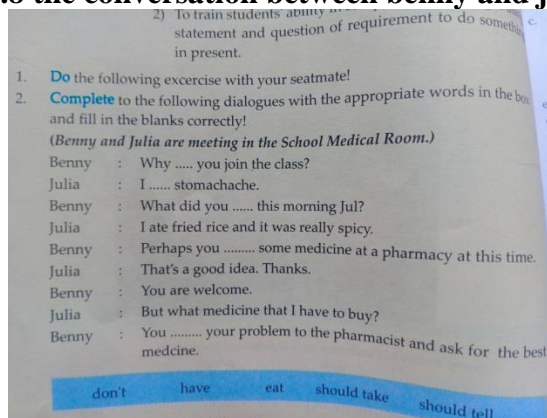 the conversation between benny and j
2) To train students ability
statement and question of requirement to do something
in present.
c.
1. Do the following excercise with your seatmate!
2. Complete to the following dialogues with the appropriate words in the box
and fill in the blanks correctly!
(Benny and Julia are meeting in the School Medical Room.)
Benny : Why ..... you join the class?
Julia : I ...... stomachache.
Benny : What did you ...... this morning Jul?
Julia : I ate fried rice and it was really spicy.
Benny : Perhaps you ......... some medicine at a pharmacy at this time.
Julia : That's a good idea. Thanks.
Benny : You are welcome.
Julia : But what medicine that I have to buy?
Benny : You ......... your problem to the pharmacist and ask for the best
medcine.
don't have eat should take should tell